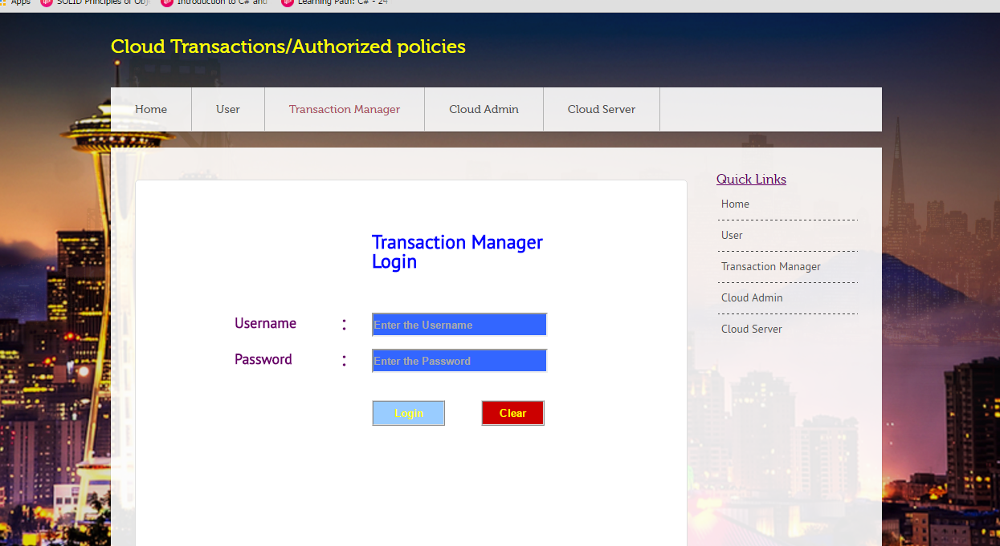 Apps SOLID Principles of Obj Introduction to C# and Learning Path: C# - 24
Cloud Transactions/Authorized policies
Home User Transaction Manager Cloud Admin Cloud Server
Quick Links
Home
User
Transaction Manager
Cloud Admin
Cloud Server
Transaction Manager
Login
Username : Enter the Username
Password : Enter the Password
Login Clear